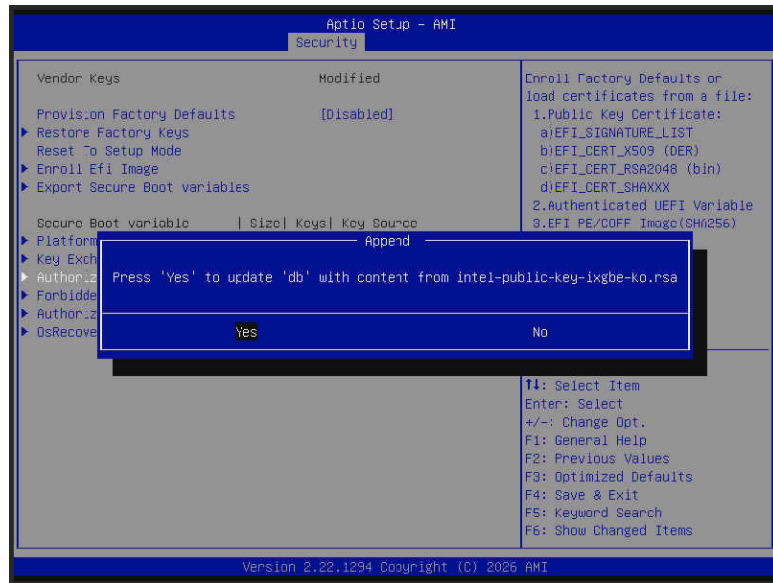 Aptio Setup - AMI
Security
Vendor Keys Modified
Provision Factory Defaults [Disabled]
Restore Factory Keys
Reset To Setup Mode
Enroll Efi Image
Export Secure Boot variables
Secure Boot variable | Size| Keys| Key Source
Platform
Key Exch
Authoriz
Forbidde
Authoriz
OsRecove
Append
Press 'Yes' to update 'db' with content from intel-public-key-ixgbe-ko.rsa
Yes No
Enroll Factory Defaults or
load certificates from a file:
1.Public Key Certificate:
a)EFI_SIGNATURE_LIST
b)EFI_CERT_X509 (DER)
c)EFI_CERT_RSA2048 (bin)
d)EFI_CERT_SHAXXX
2.Authenticated UEFI Variable
3.EFI PE/COFF Image(SHA256)
↑↓: Select Item
Enter: Select
+/-: Change Opt.
F1: General Help
F2: Previous Values
F3: Optimized Defaults
F4: Save & Exit
F5: Keyword Search
F6: Show Changed Items
Version 2.22.1294 Copyright (C) 2026 AMI